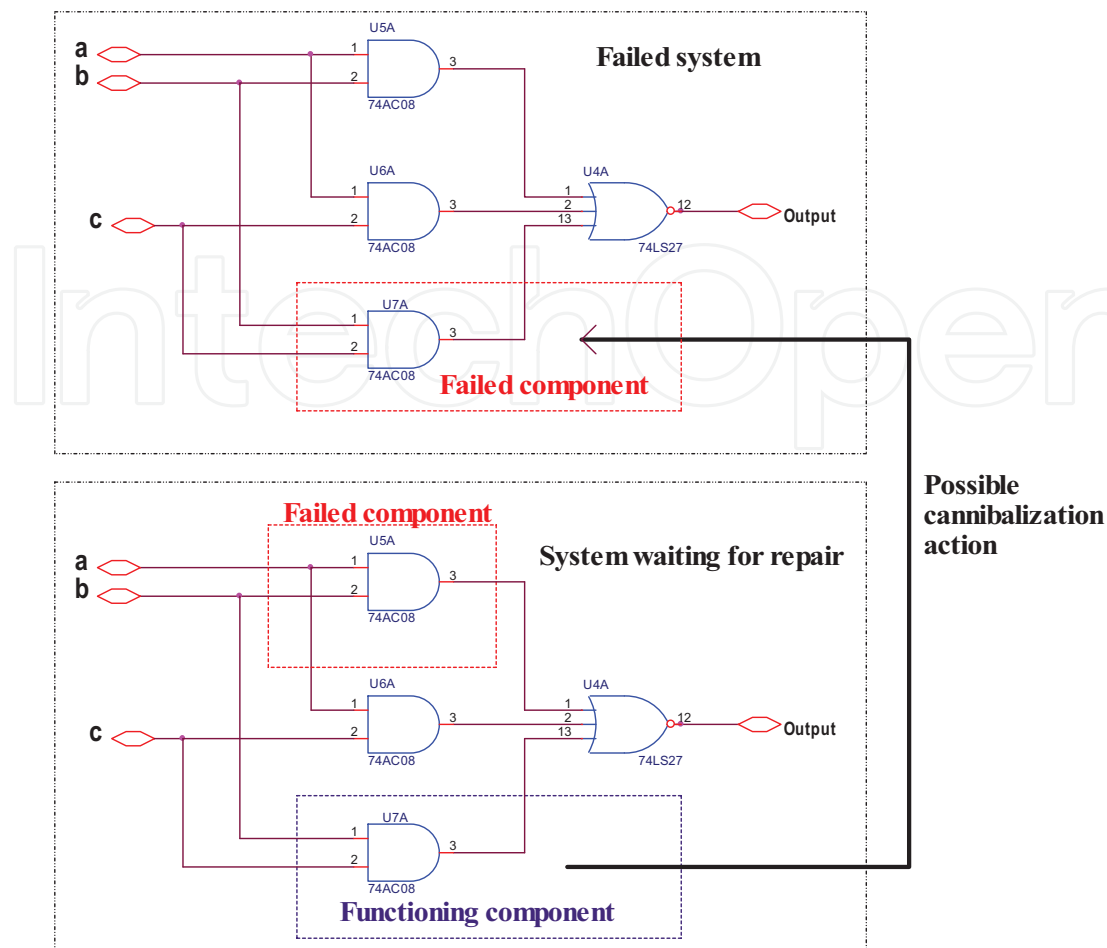 U5A
a
1
3
Failed system
b
2
74AC08
U6A
U4A
1
1
12
3
2
c
2
13
Output
74AC08
74LS27
IntechOpen
U7A
1
3
2
74AC08
Failed component
Possible
cannibalization
action
Failed component
U5A
a
1
3
System waiting for repair
b
2
74AC08
U6A
U4A
1
1
3
2
12
c
2
13
Output
74AC08
74LS27
U7A
1
3
2
74AC08
Functioning component